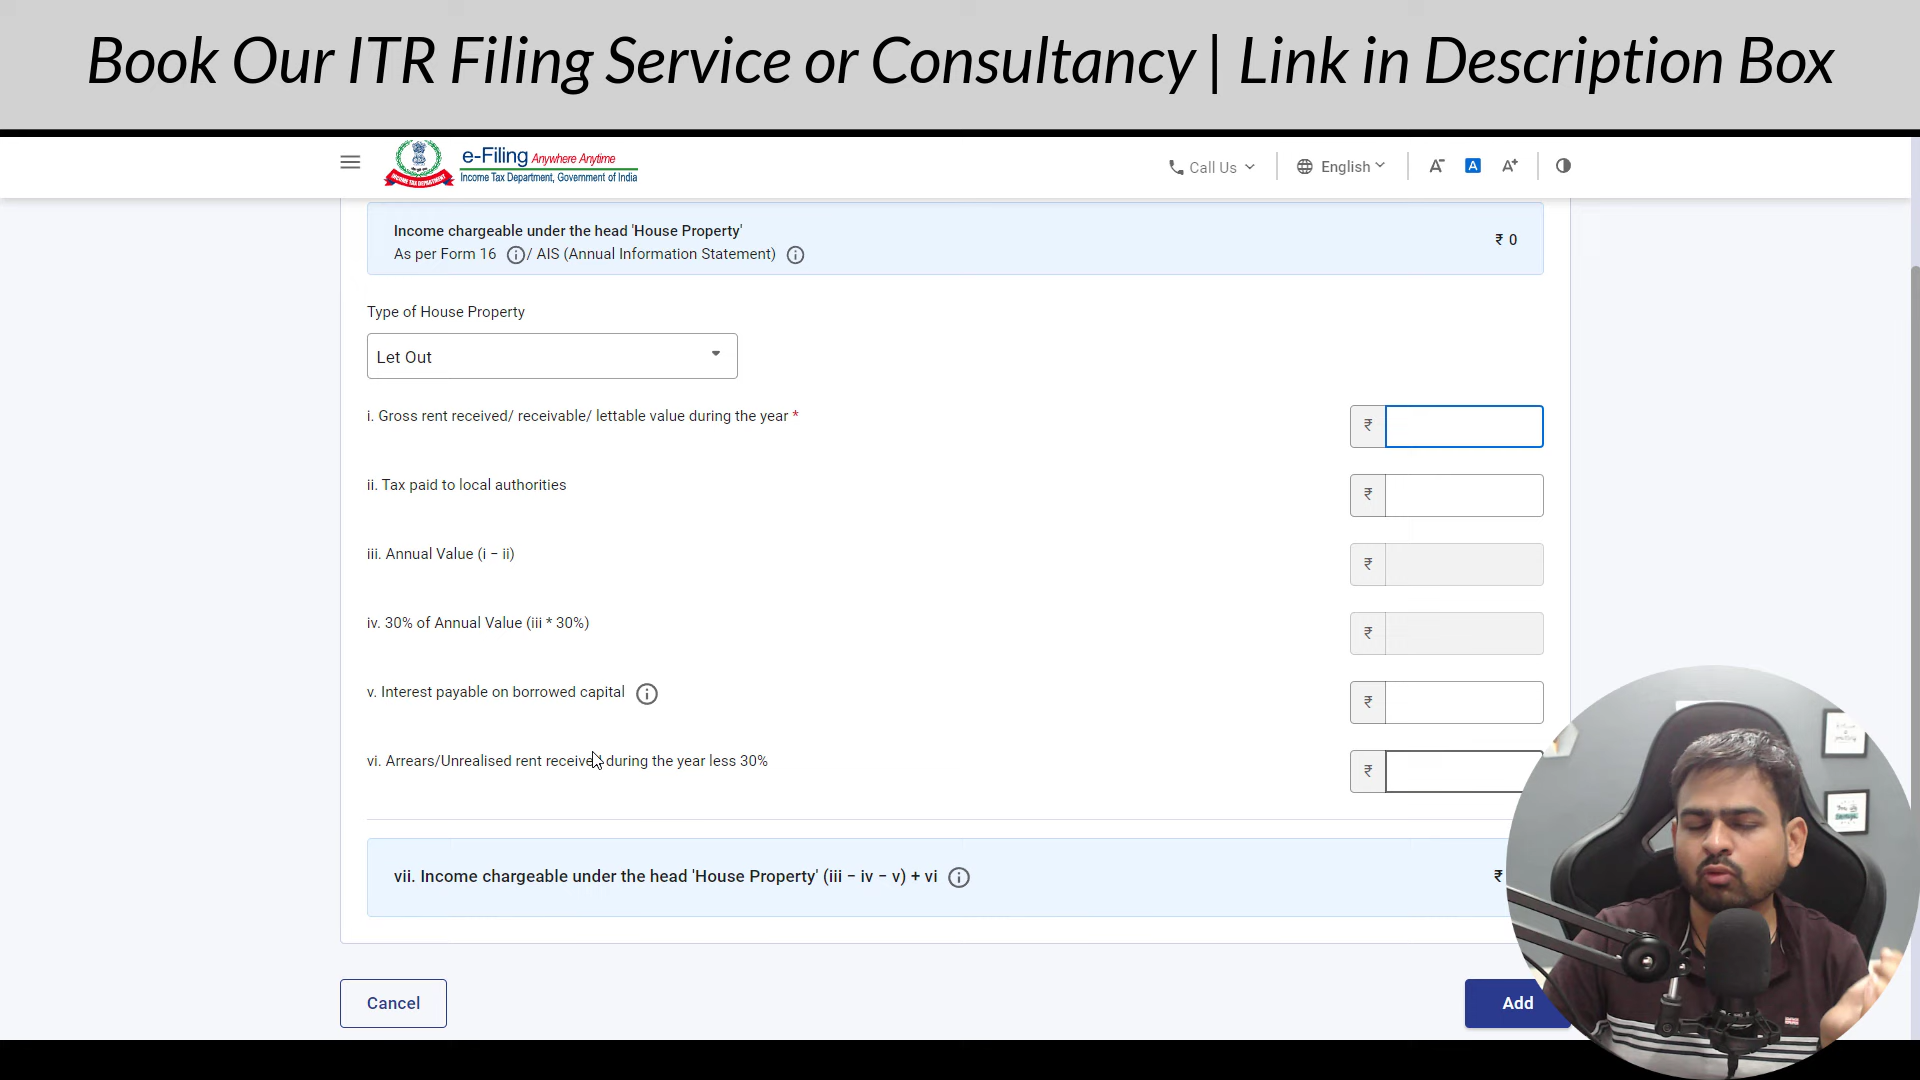 Book Our ITR Filing Service or Consultancy | Link in Description Box
e-Filing Anywhere Anytime
Income Tax Department, Government of India
INCOME TAX DEPARTMENT
Call Us
English
A-
A
A+
Income chargeable under the head 'House Property'
₹ 0
As per Form 16 / AIS (Annual Information Statement)
Type of House Property
Let Out
i. Gross rent received/ receivable/ lettable value during the year *
₹
ii. Tax paid to local authorities
₹
iii. Annual Value (i − ii)
₹
iv. 30% of Annual Value (iii * 30%)
₹
v. Interest payable on borrowed capital
₹
vi. Arrears/Unrealised rent received during the year less 30%
₹
vii. Income chargeable under the head 'House Property' (iii − iv − v) + vi
₹
Cancel
Add